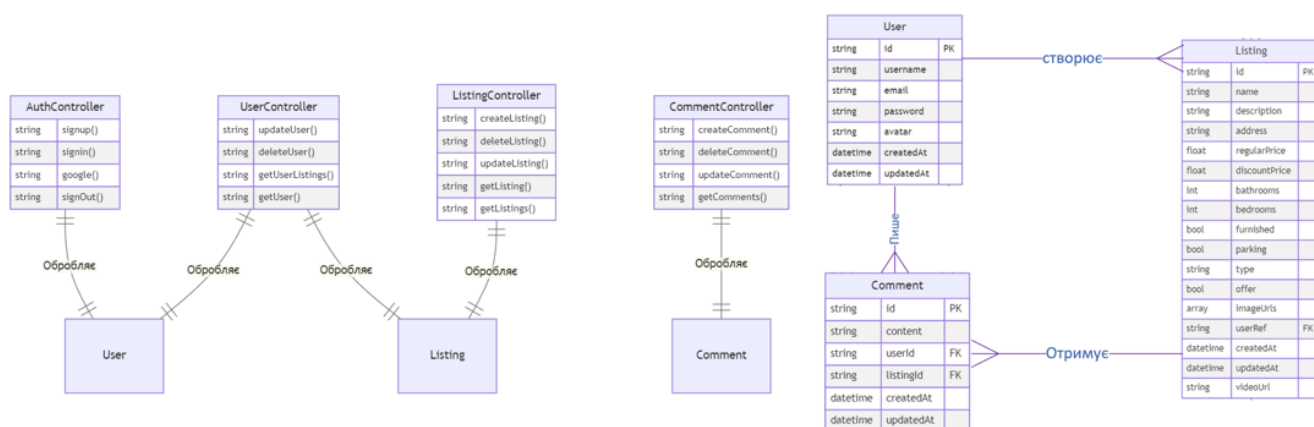 AuthController
string signup()
string signin()
string google()
string signOut()
UserController
string updateUser()
string deleteUser()
string getUserListings()
string getUser()
ListingController
string createListing()
string deleteListing()
string updateListing()
string getListing()
string getListings()
CommentController
string createComment()
string deleteComment()
string updateComment()
string getComments()
Обробляє
Обробляє
Обробляє
Обробляє
Обробляє
User
Listing
Comment
User
string id PK
string username
string email
string password
string avatar
datetime createdAt
datetime updatedAt
створює
Пише
Comment
string id PK
string content
string userId FK
string listingId FK
datetime createdAt
datetime updatedAt
Отримує
Listing
string id PK
string name
string description
string address
float regularPrice
float discountPrice
int bathrooms
int bedrooms
bool furnished
bool parking
string type
bool offer
array imageUrls
string userRef FK
datetime createdAt
datetime updatedAt
string videoUrl